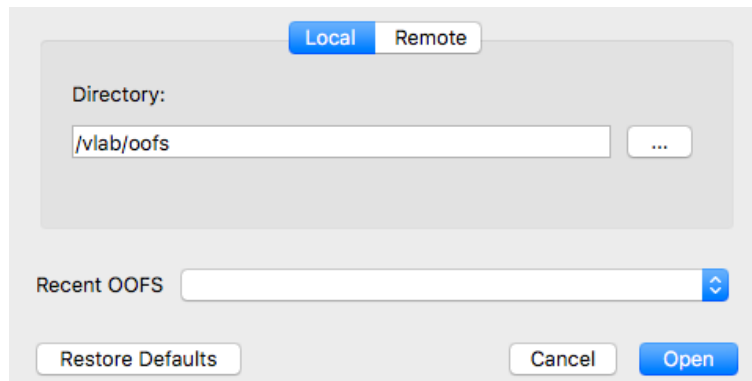 Local Remote
Directory:
/vlab/oofs ...
Recent OOFS
Restore Defaults Cancel Open